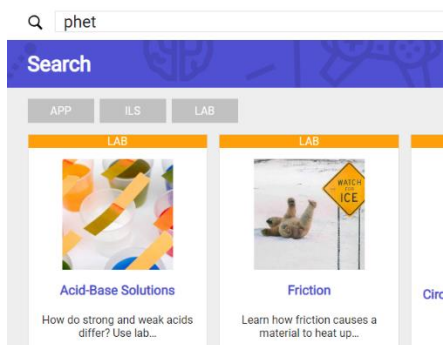 phet
Search
APP ILS LAB
LAB LAB
Acid-Base Solutions
How do strong and weak acids
differ? Use lab...
WATCH
FOR
ICE
Friction
Learn how friction causes a
material to heat up...
Circ